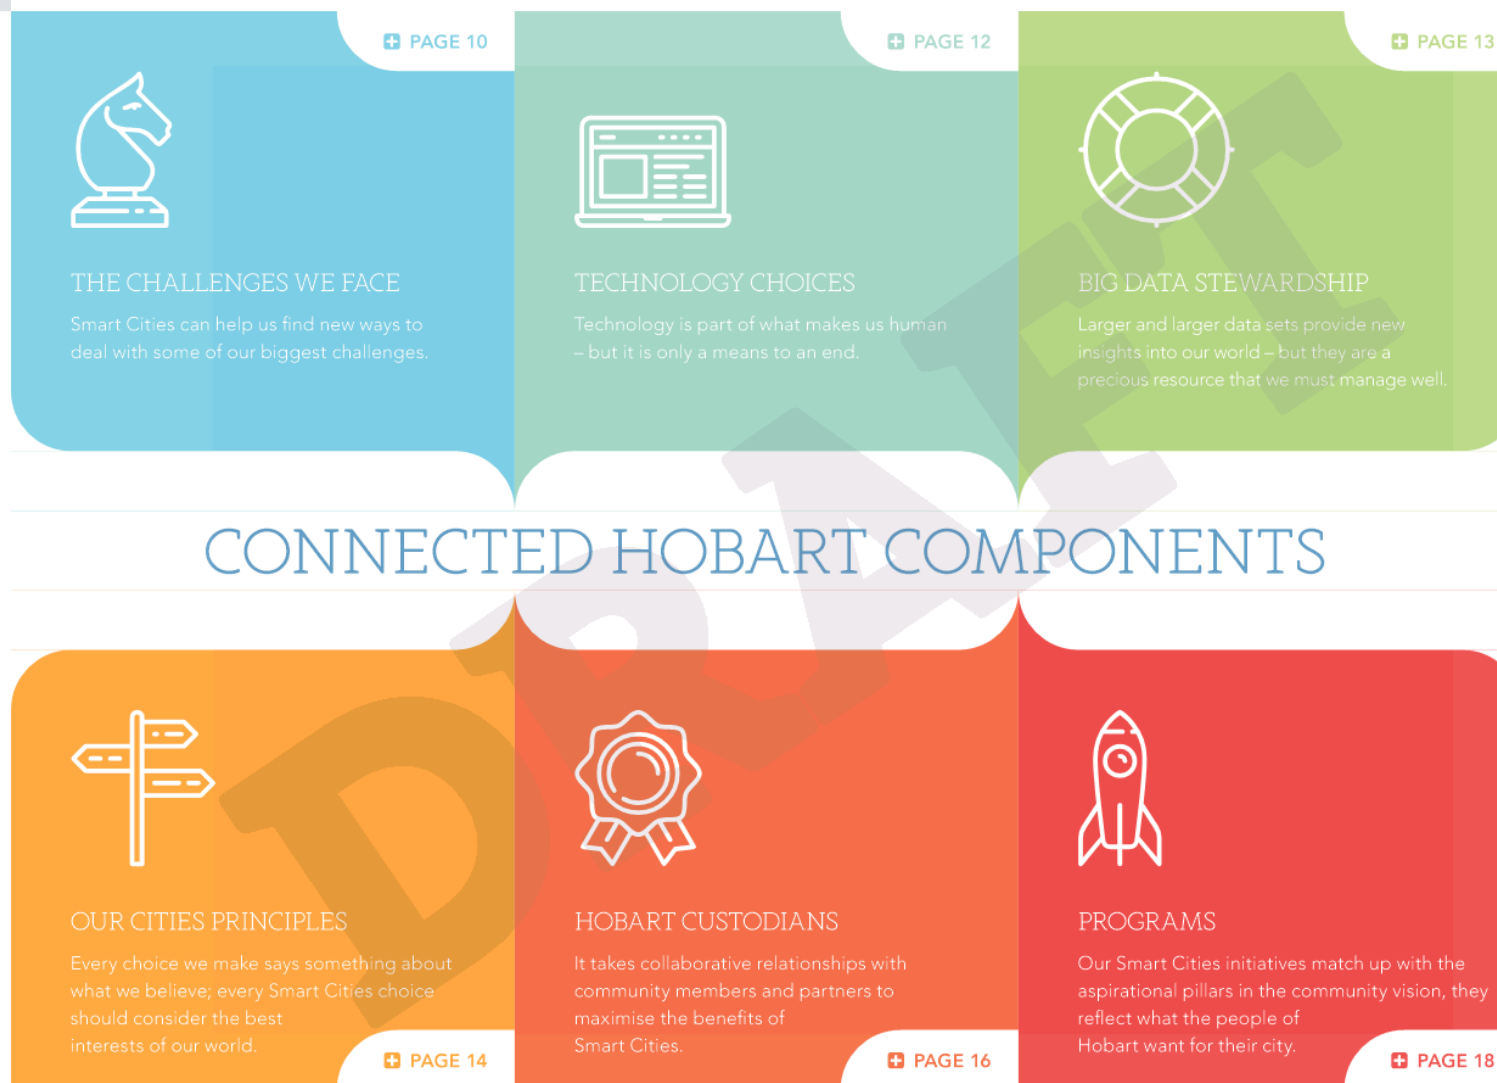 PAGE 10
THE CHALLENGES WE FACE
Smart Cities can help us find new ways to
deal with some of our biggest challenges.
PAGE 12
TECHNOLOGY CHOICES
Technology is part of what makes us human
– but it is only a means to an end.
PAGE 13
BIG DATA STEWARDSHIP
Larger and larger data sets provide new
insights into our world – but they are a
precious resource that we must manage well.
CONNECTED HOBART COMPONENTS
DRAFT
OUR CITIES PRINCIPLES
Every choice we make says something about
what we believe; every Smart Cities choice
should consider the best
interests of our world.
PAGE 14
HOBART CUSTODIANS
It takes collaborative relationships with
community members and partners to
maximise the benefits of
Smart Cities.
PAGE 16
PROGRAMS
Our Smart Cities initiatives match up with the
aspirational pillars in the community vision, they
reflect what the people of
Hobart want for their city.
PAGE 18